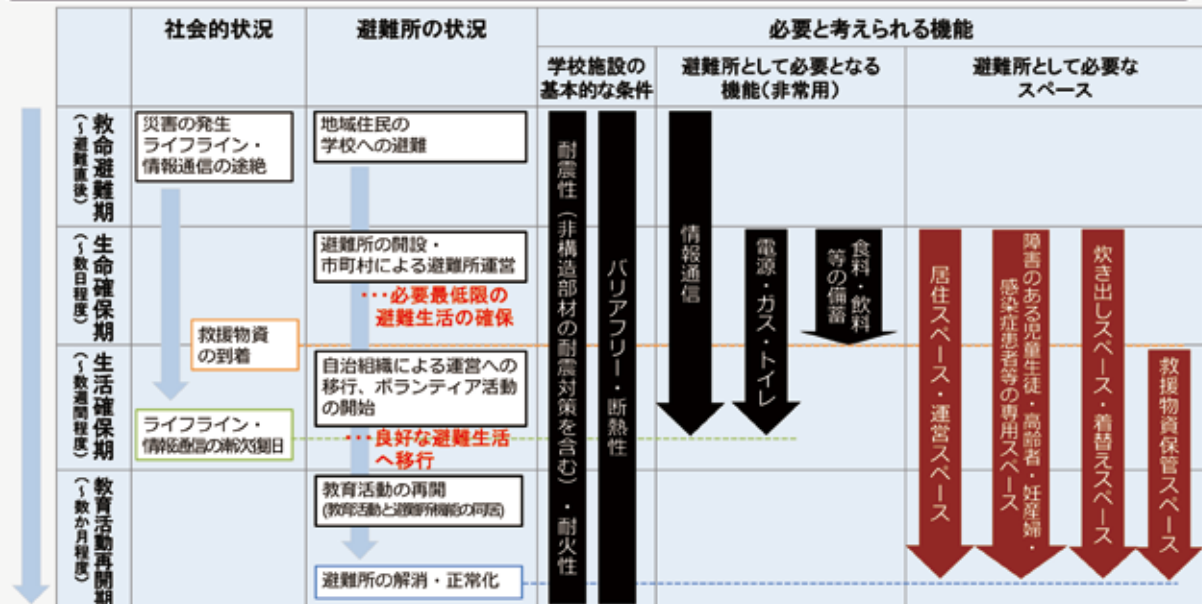 社会的状況
避難所の状況
必要と考えられる機能
学校施設の
基本的な条件
避難所として必要となる
機能(非常用)
避難所として必要な
スペース
救命避難期
(~避難直後)
災害の発生
ライフライン・
情報通信の途絶
地域住民の
学校への避難
生命確保期
(~数日程度)
避難所の開設・
市町村による避難所運営
・・・必要最低限の
避難生活の確保
救援物資
の到着
生活確保期
(~数週間程度)
自治組織による運営への
移行、ボランティア活動
の開始
ライフライン・
情報通信の漸次復旧
・・・良好な避難生活
へ移行
教育活動再開期
(~数か月程度)
教育活動の再開
(教育活動と避難所機能の同居)
避難所の解消・正常化
耐震性(非構造部材の耐震対策を含む)・耐火性
バリアフリー・断熱性
情報通信
電源・ガス・トイレ
食料・飲料
等の備蓄
居住スペース・運営スペース
障害のある児童生徒・高齢者・妊産婦・
感染症患者等の専用スペース
炊き出しスペース・着替えスペース
救援物資保管スペース